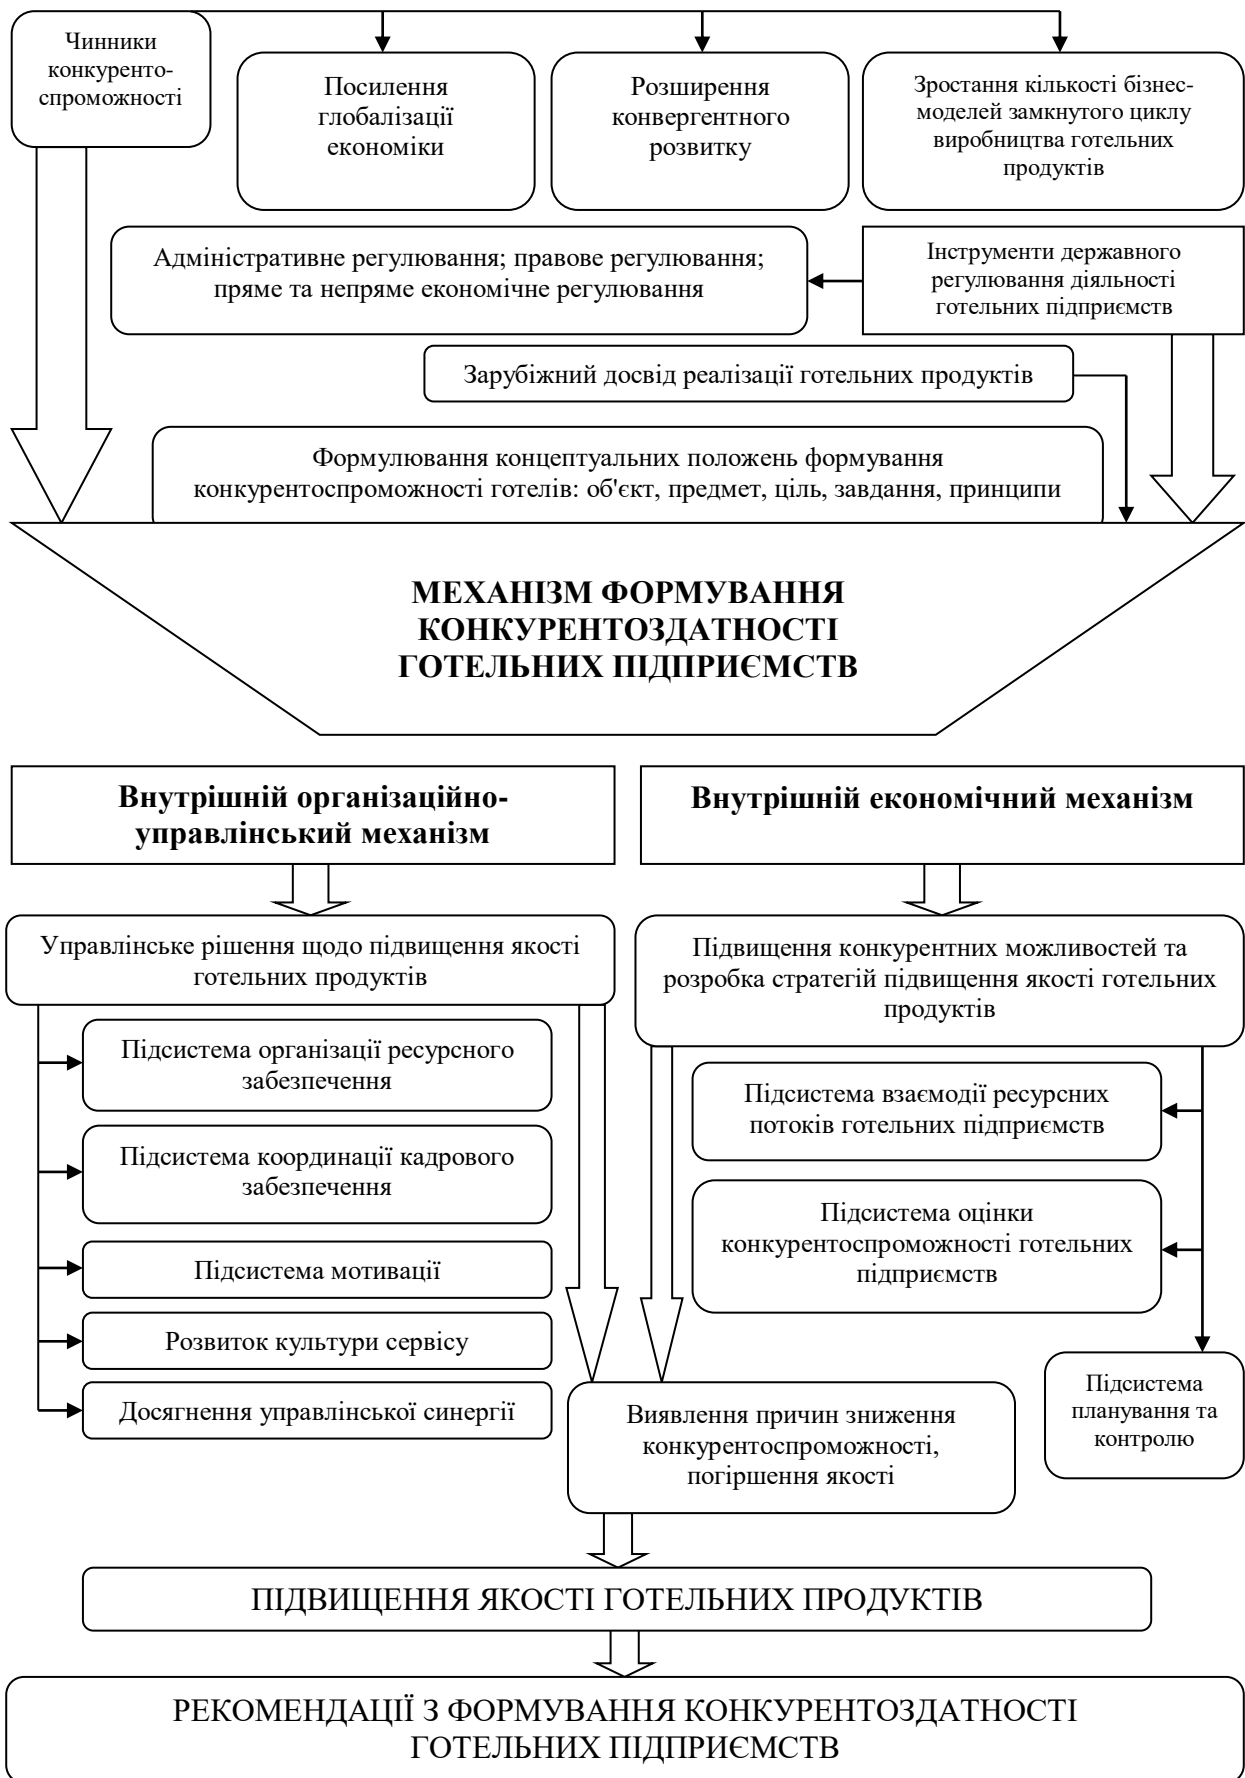 Чинники
конкуренто-
спроможності
Посилення
глобалізації
економіки
Розширення
конвергентного
розвитку
Зростання кількості бізнес-
моделей замкнутого циклу
виробництва готельних
продуктів
Адміністративне регулювання; правове регулювання;
пряме та непряме економічне регулювання
Інструменти державного
регулювання діяльності
готельних підприємств
Зарубіжний досвід реалізації готельних продуктів
Формулювання концептуальних положень формування
конкурентоспроможності готелів: об'єкт, предмет, ціль, завдання, принципи
МЕХАНІЗМ ФОРМУВАННЯ
КОНКУРЕНТОЗДАТНОСТІ
ГОТЕЛЬНИХ ПІДПРИЄМСТВ
Внутрішній організаційно-
управлінський механізм
Внутрішній економічний механізм
Управлінське рішення щодо підвищення якості
готельних продуктів
Підвищення конкурентних можливостей та
розробка стратегій підвищення якості готельних
продуктів
Підсистема організації ресурсного
забезпечення
Підсистема координації кадрового
забезпечення
Підсистема мотивації
Розвиток культури сервісу
Досягнення управлінської синергії
Підсистема взаємодії ресурсних
потоків готельних підприємств
Підсистема оцінки
конкурентоспроможності готельних
підприємств
Підсистема
планування та
контролю
Виявлення причин зниження
конкурентоспроможності,
погіршення якості
ПІДВИЩЕННЯ ЯКОСТІ ГОТЕЛЬНИХ ПРОДУКТІВ
РЕКОМЕНДАЦІЇ З ФОРМУВАННЯ КОНКУРЕНТОЗДАТНОСТІ
ГОТЕЛЬНИХ ПІДПРИЄМСТВ